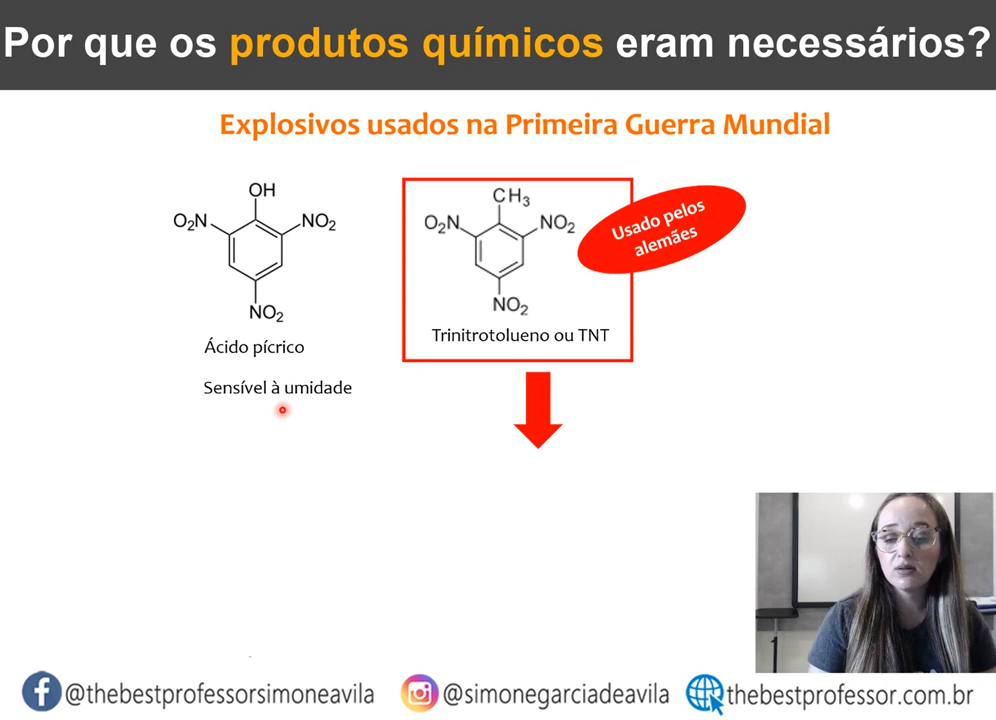 Por que os produtos químicos eram necessários?
Explosivos usados na Primeira Guerra Mundial
OH
O₂N
NO₂
NO₂
Ácido pícrico
Sensível à umidade
CH₃
O₂N
NO₂
NO₂
Trinitrotolueno ou TNT
Usado pelos
alemães
@thebestprofessorsimoneavila
@simonegarciadeavila
thebestprofessor.com.br